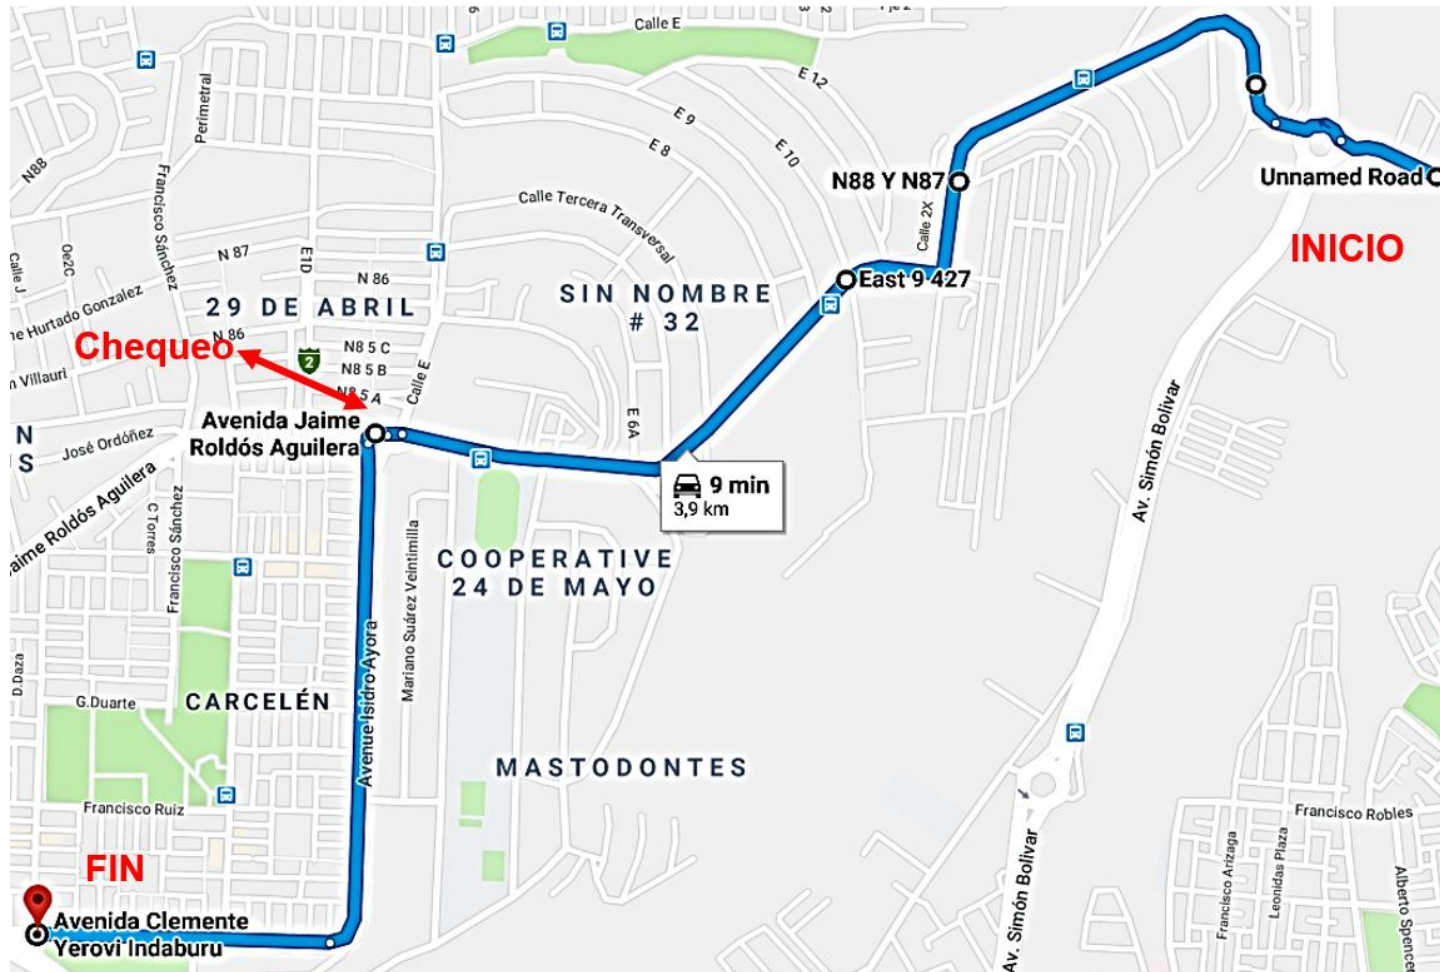 Calle E
E 12
Perimetral
E 9
E 10
E 8
N88
Francisco Sánchez
N88 Y N87
Unnamed Road
Calle Tercera Transversal
Calle 2X
INICIO
Oe2C
Calle J
N 87
E1D
N 86
East 9-427
SIN NOMBRE
# 32
29 DE ABRIL
Hurtado Gonzalez
N 86
Chequeo
2
N8 5 C
N8 5 B
N8 5 A
Calle E
Villauri
Av. Simón Bolivar
E 6A
Avenida Jaime
Roldós Aguilera
N
S
José Ordóñez
Jaime Roldós Aguilera
9 min
3,9 km
C Torres
Francisco Sánchez
Mariano Suárez Veintimilla
COOPERATIVE
24 DE MAYO
Avenue Isidro Ayora
D.Daza
G.Duarte
CARCELÉN
MASTODONTES
Francisco Ruiz
Francisco Robles
Francisco Arizaga
Leonidas Plaza
Alberto Spencer
Av. Simón Bolivar
FIN
Avenida Clemente
Yerovi Indaburu